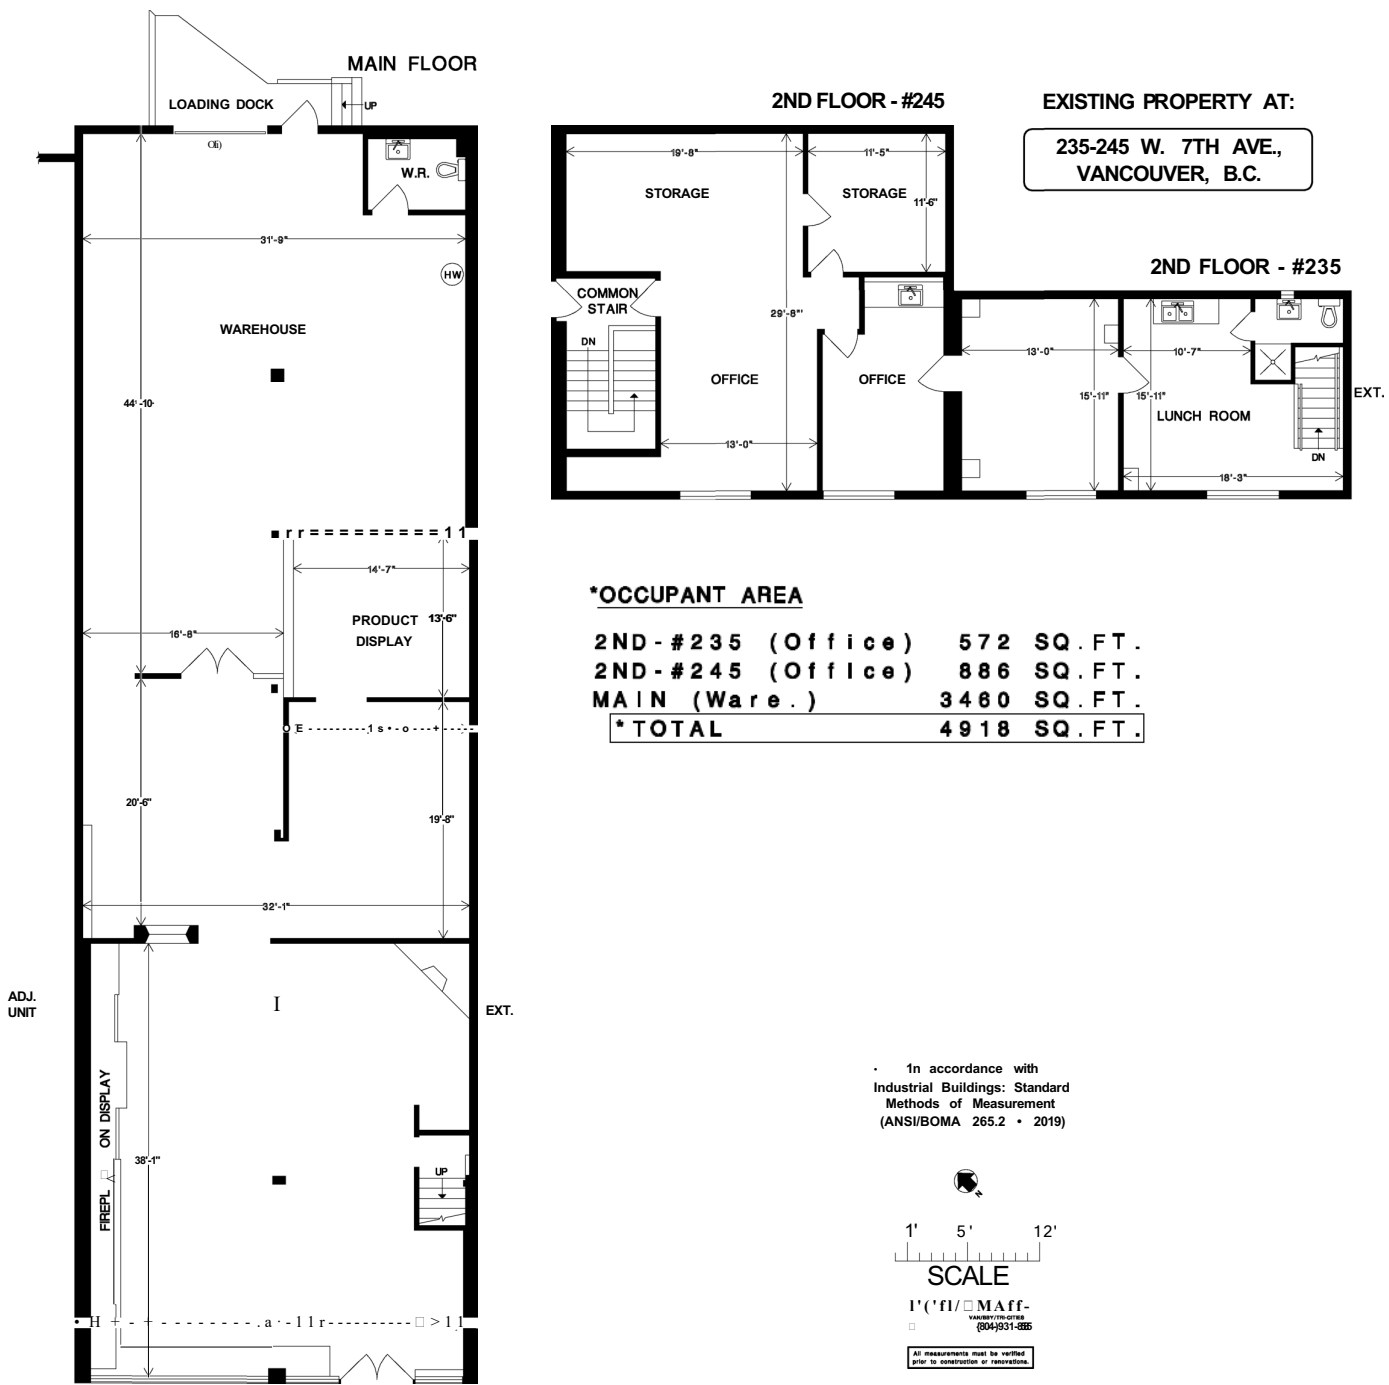 MAIN FLOOR
LOADING DOCK
UP
W.R.
31'-9"
HW
WAREHOUSE
44'-10
14'-7"
PRODUCT
DISPLAY
13'-6"
16'-8"
20'-6"
19'-8"
32'-1"
ADJ.
UNIT
EXT.
ON DISPLAY
FIREPL
38'-1"
UP
2ND FLOOR - #245
19'-8"
11'-5"
STORAGE
STORAGE
11'-6"
COMMON
STAIR
29'-8"
DN
OFFICE
OFFICE
13'-0"
EXISTING PROPERTY AT:
235-245 W. 7TH AVE.,
VANCOUVER, B.C.
2ND FLOOR - #235
13'-0"
10'-7"
15'-11"
15'-11"
LUNCH ROOM
EXT.
DN
18'-3"
*OCCUPANT AREA
2ND-#235 (Office) 572 SQ.FT.
2ND-#245 (Office) 886 SQ.FT.
MAIN (Ware.) 3460 SQ.FT.
*TOTAL 4918 SQ.FT.
· 1n accordance with
Industrial Buildings: Standard
Methods of Measurement
(ANSI/BOMA 265.2 • 2019)
N
1' 5' 12'
SCALE
VAN/BBY/TRI-CITIES
All measurements must be verified
prior to construction or renovations.